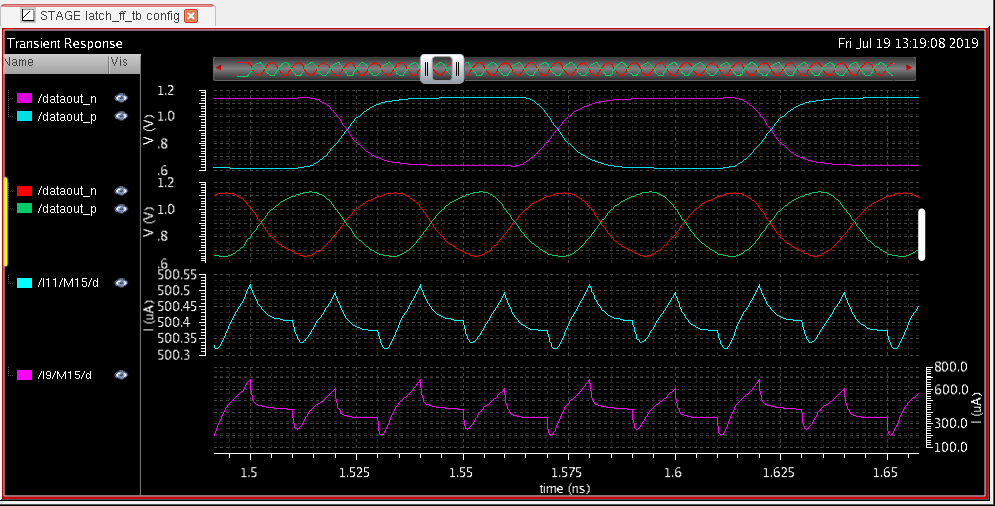 STAGE latch_ff_tb config
Transient Response
Fri Jul 19 13:19:08 2019
Name Vis
/dataout_n
/dataout_p
1.2
1.0
.8
.6
V (V)
/dataout_n
/dataout_p
1.2
1.0
.8
.6
V (V)
/I11/M15/d
500.55
500.5
500.45
500.4
500.35
500.3
I (uA)
/I9/M15/d
800.0
600.0
300.0
100.0
I (uA)
1.5 1.525 1.55 1.575 1.6 1.625 1.65
time (ns)